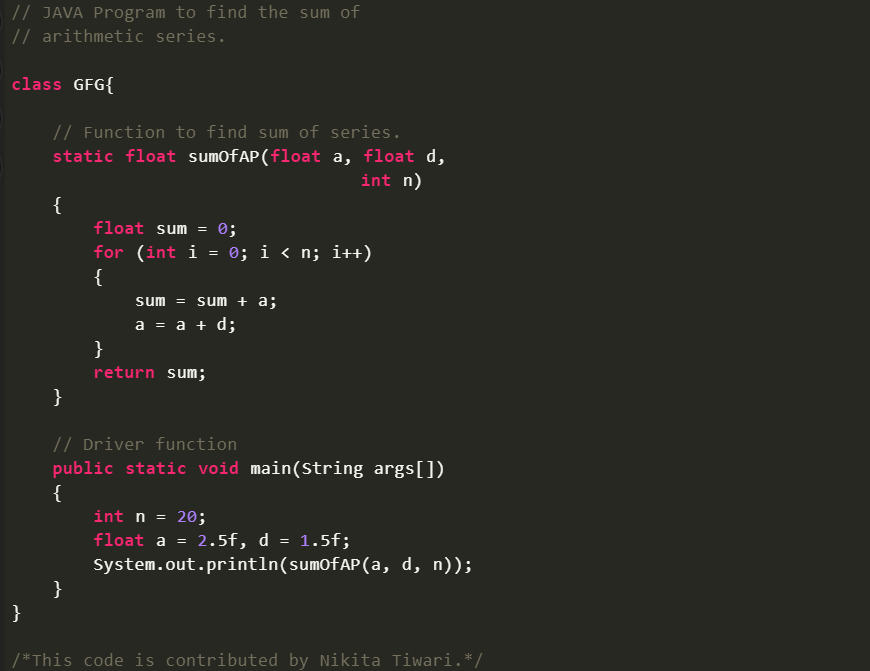 // JAVA Program to find the sum of
// arithmetic series.
class GFG{
// Function to find sum of series.
static float sumOfAP(float a, float d,
int n)
{
float sum = 0;
for (int i = 0; i < n; i++)
{
sum = sum + a;
a = a + d;
}
return sum;
}
// Driver function
public static void main(String args[])
{
int n = 20;
float a = 2.5f, d = 1.5f;
System.out.println(sumOfAP(a, d, n));
}
}
/*This code is contributed by Nikita Tiwari.*/